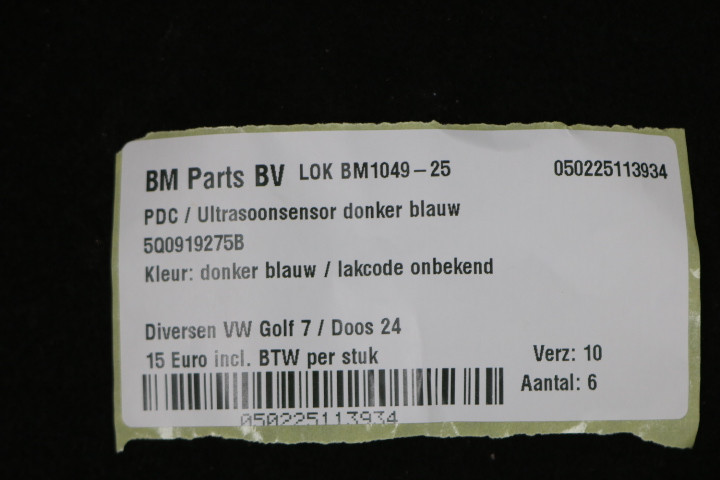 BM Parts BV LOK BM1049-25 050225113934
PDC / Ultrasoonsensor donker blauw
5Q0919275B
Kleur: donker blauw / lakcode onbekend
Diversen VW Golf 7 / Doos 24
15 Euro incl. BTW per stuk Verz: 10
Aantal: 6
050225113934